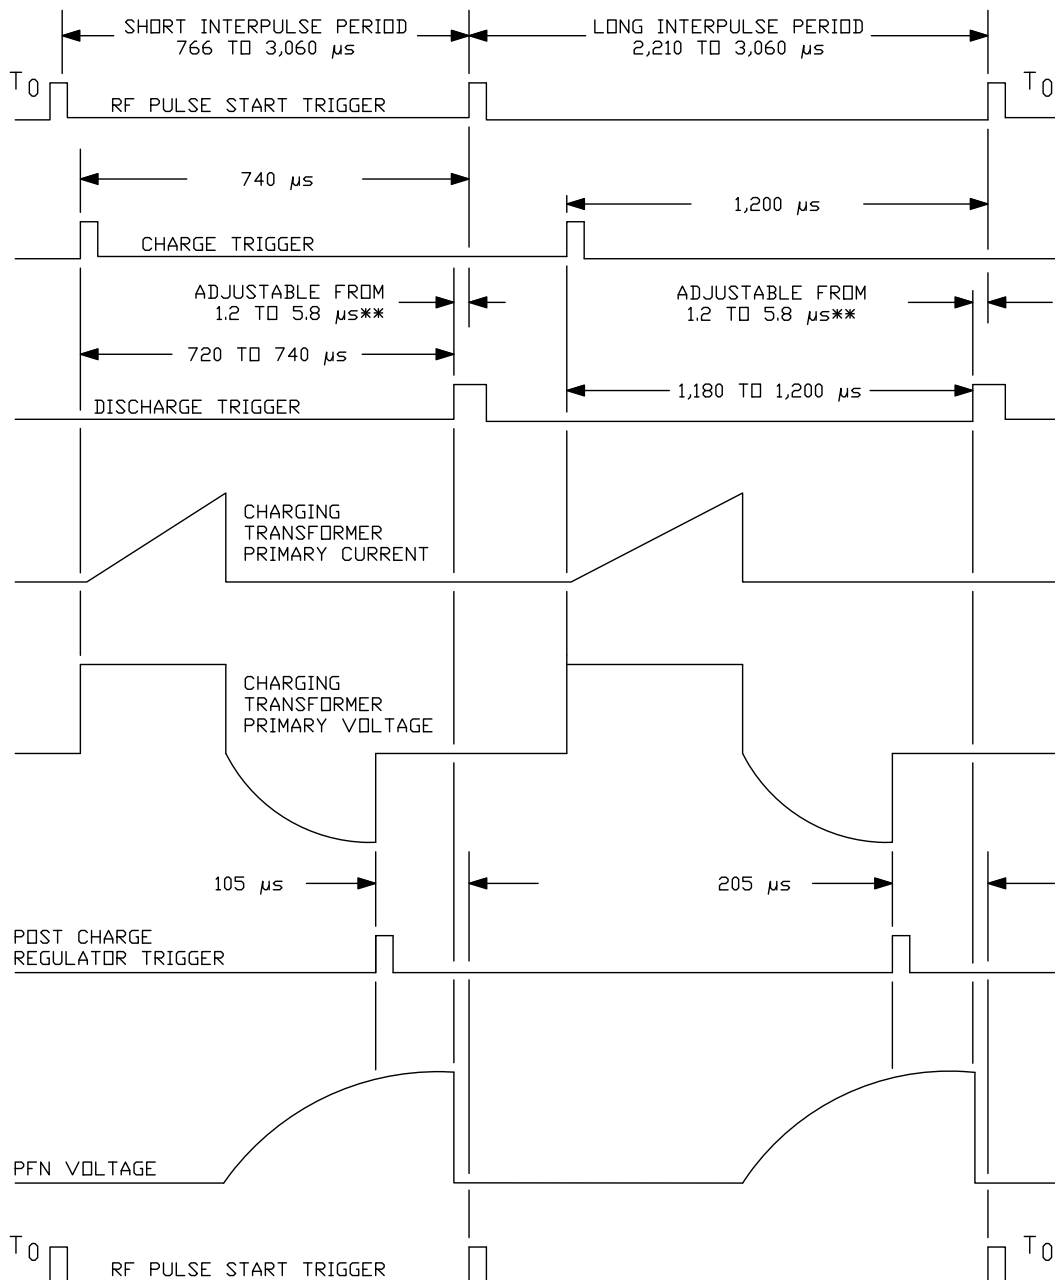 SHORT INTERPULSE PERIOD
766 TO 3,060 µs
LONG INTERPULSE PERIOD
2,210 TO 3,060 µs
T0
T0
RF PULSE START TRIGGER
740 µs
1,200 µs
CHARGE TRIGGER
ADJUSTABLE FROM
1.2 TO 5.8 µs**
ADJUSTABLE FROM
1.2 TO 5.8 µs**
720 TO 740 µs
1,180 TO 1,200 µs
DISCHARGE TRIGGER
CHARGING
TRANSFORMER
PRIMARY CURRENT
CHARGING
TRANSFORMER
PRIMARY VOLTAGE
105 µs
205 µs
POST CHARGE
REGULATOR TRIGGER
PFN VOLTAGE
T0
T0
RF PULSE START TRIGGER